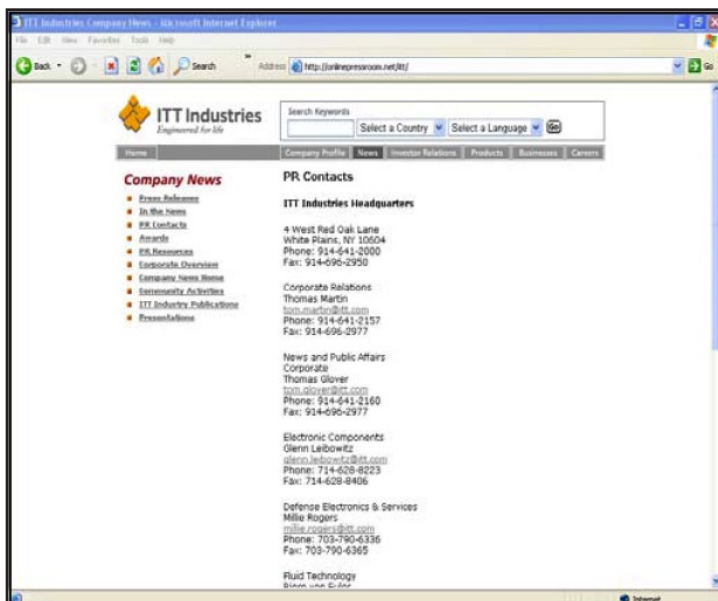 ITT Industries Company News - Microsoft Internet Explorer
File Edit View Favorites Tools Help
Back Search Address http://onlinepressroom.net/itt/ Go
ITT Industries
Engineered for life
Search Keywords
Select a Country Select a Language Go
Home Company Profile News Investor Relations Products Businesses Careers
Company News
Press Releases
In the News
PR Contacts
Awards
PR Resources
Corporate Overview
Company News Home
Community Activities
ITT Industry Publications
Presentations
PR Contacts
ITT Industries Headquarters
4 West Red Oak Lane
White Plains, NY 10604
Phone: 914-641-2000
Fax: 914-696-2950
Corporate Relations
Thomas Martin
tom.martin@itt.com
Phone: 914-641-2157
Fax: 914-696-2977
News and Public Affairs
Corporate
Thomas Glover
tom.glover@itt.com
Phone: 914-641-2160
Fax: 914-696-2977
Electronic Components
Glenn Leibowitz
glenn.leibowitz@itt.com
Phone: 714-628-8223
Fax: 714-628-8406
Defense Electronics & Services
Millie Rogers
millie.rogers@itt.com
Phone: 703-790-6336
Fax: 703-790-6365
Fluid Technology
Internet